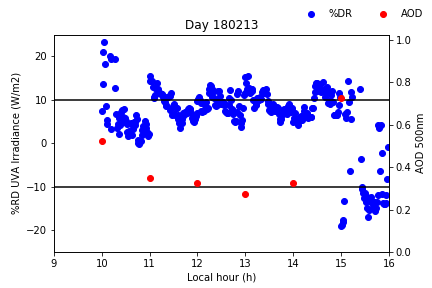 %DR AOD
Day 180213
%RD UVA Irradiance (W/m2)
20
10
0
−10
−20
1.0
0.8
0.6
0.4
0.2
0.0
AOD 500nm
9 10 11 12 13 14 15 16
Local hour (h)